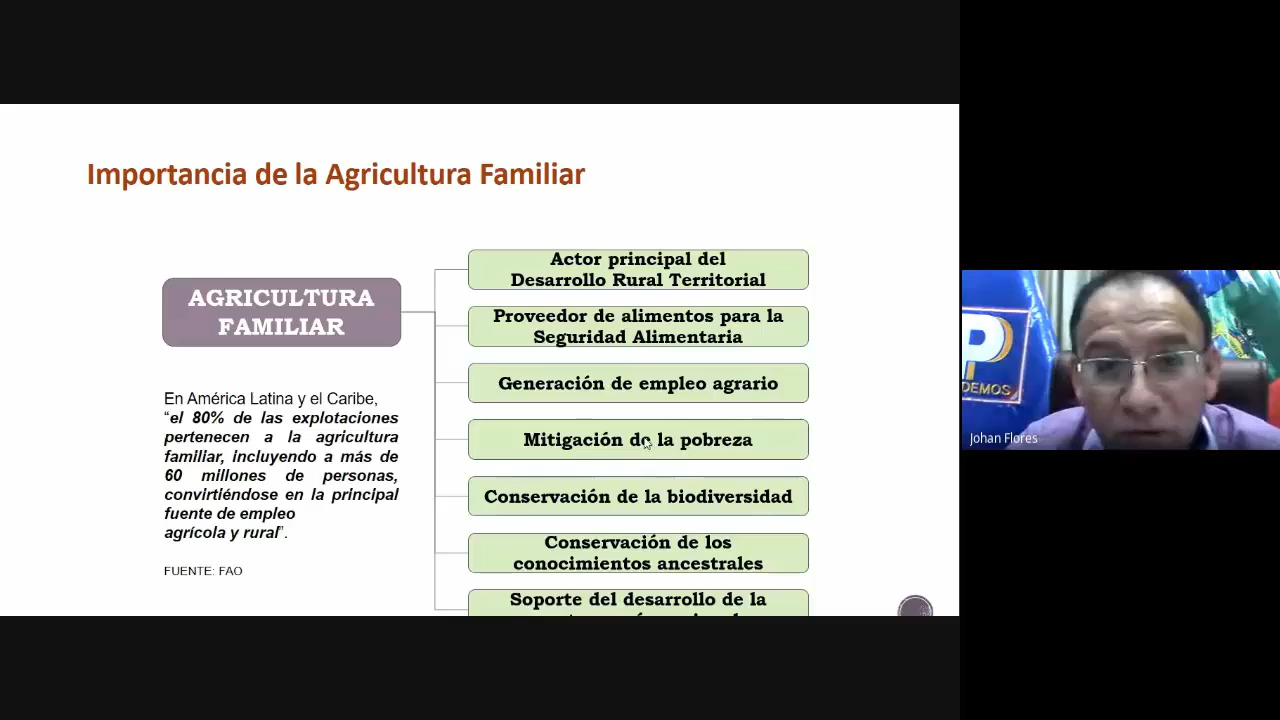 Importancia de la Agricultura Familiar
AGRICULTURA
FAMILIAR
En América Latina y el Caribe,
“el 80% de las explotaciones
pertenecen a la agricultura
familiar, incluyendo a más de
60 millones de personas,
convirtiéndose en la principal
fuente de empleo
agrícola y rural”.
FUENTE: FAO
Actor principal del
Desarrollo Rural Territorial
Proveedor de alimentos para la
Seguridad Alimentaria
Generación de empleo agrario
Mitigación de la pobreza
Conservación de la biodiversidad
Conservación de los
conocimientos ancestrales
Soporte del desarrollo de la
P
DEMOS
Johan Flores